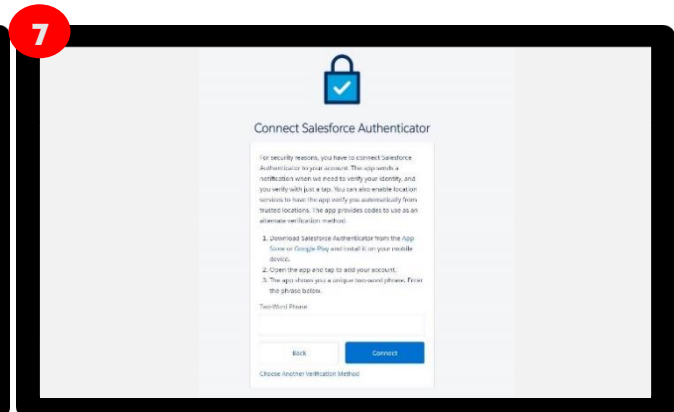 7
Connect Salesforce Authenticator
For security reasons, you have to connect Salesforce
Authenticator to your account. The app sends a
notification when we need to verify your identity, and
you verify with just a tap. You can also enable location
services to have the app verify you automatically from
trusted locations. The app provides codes to use as an
alternate verification method.
1. Download Salesforce Authenticator from the App
Store or Google Play and install it on your mobile
device.
2. Open the app and tap to add your account.
3. The app shows you a unique two-word phrase. Enter
the phrase below.
Two-Word Phrase
Back
Connect
Choose Another Verification Method